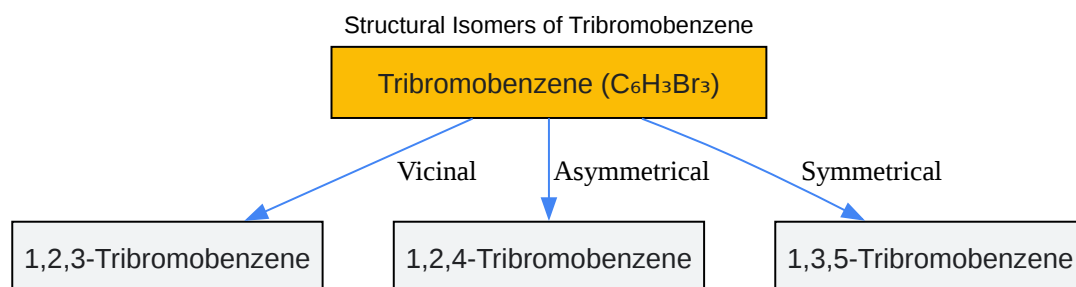 Structural Isomers of Tribromobenzene
Tribromobenzene (C₆H₃Br₃)
Vicinal
Asymmetrical
Symmetrical
1,2,3-Tribromobenzene
1,2,4-Tribromobenzene
1,3,5-Tribromobenzene